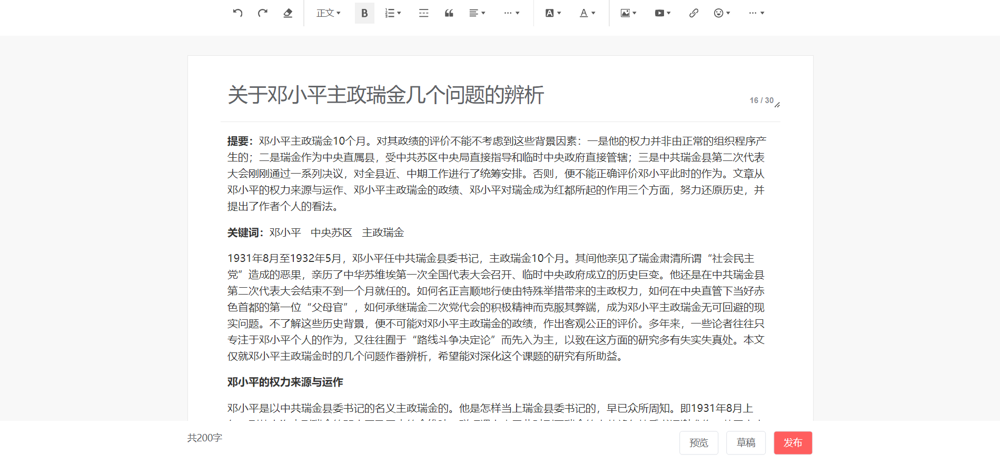 正文
B
A
A
关于邓小平主政瑞金几个问题的辨析
16 / 30
提要：邓小平主政瑞金10个月。对其政绩的评价不能不考虑到这些背景因素：一是他的权力并非由正常的组织程序产
生的；二是瑞金作为中央直属县，受中共苏区中央局直接指导和临时中央政府直接管辖；三是中共瑞金县第二次代表
大会刚刚通过一系列决议，对全县近、中期工作进行了统筹安排。否则，便不能正确评价邓小平此时的作为。文章从
邓小平的权力来源与运作、邓小平主政瑞金的政绩、邓小平对瑞金成为红都所起的作用三个方面，努力还原历史，并
提出了作者个人的看法。
关键词：邓小平 中央苏区 主政瑞金
1931年8月至1932年5月，邓小平任中共瑞金县委书记，主政瑞金10个月。其间他亲见了瑞金肃清所谓“社会民主
党”造成的恶果，亲历了中华苏维埃第一次全国代表大会召开、临时中央政府成立的历史巨变。他还是在中共瑞金县
第二次代表大会结束不到一个月就任的。如何名正言顺地行使由特殊举措带来的主政权力，如何在中央直管下当好赤
色首都的第一位“父母官”，如何承继瑞金二次党代会的积极精神而克服其弊端，成为邓小平主政瑞金无可回避的现
实问题。不了解这些历史背景，便不可能对邓小平主政瑞金的政绩，作出客观公正的评价。多年来，一些论者往往只
专注于邓小平个人的作为，又往往囿于“路线斗争决定论”而先入为主，以致在这方面的研究多有失实失真处。本文
仅就邓小平主政瑞金时的几个问题作番辨析，希望能对深化这个课题的研究有所助益。
邓小平的权力来源与运作
邓小平是以中共瑞金县委书记的名义主政瑞金的。他是怎样当上瑞金县委书记的，早已众所周知。即1931年8月上
共200字
预览
草稿
发布